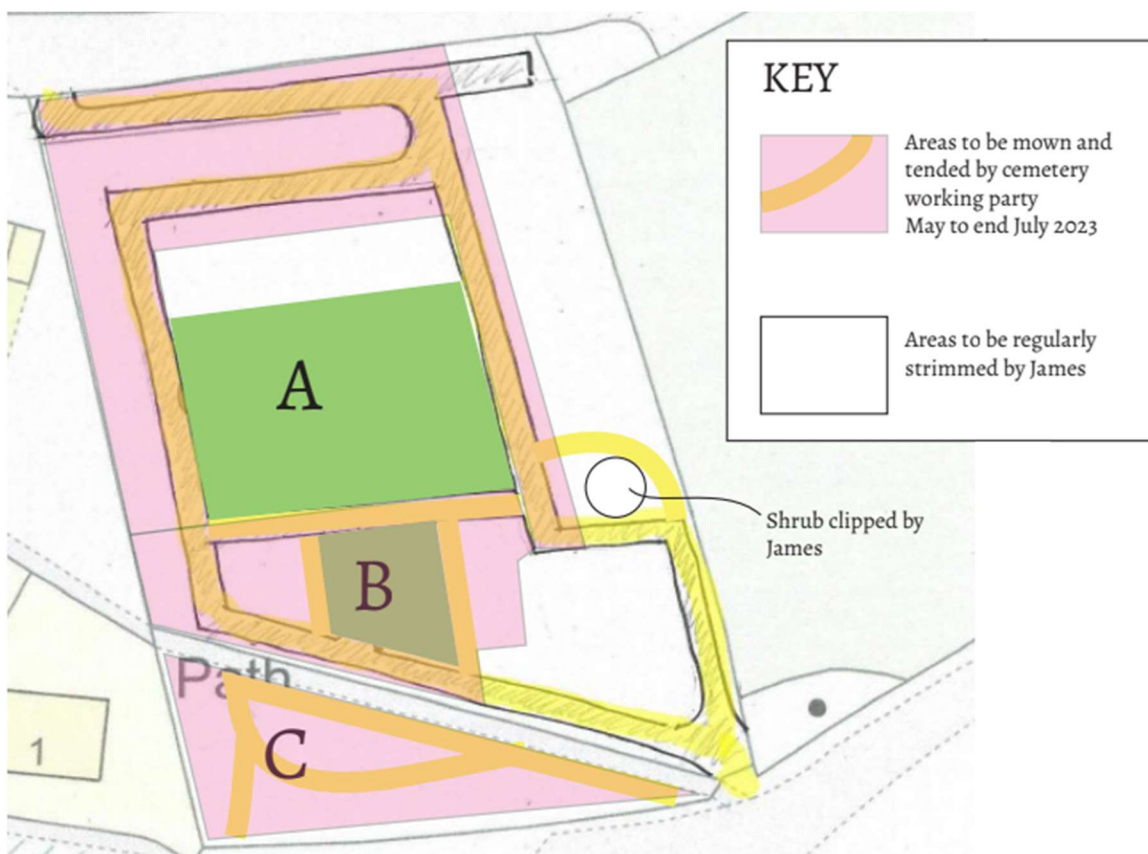 KEY
Areas to be mown and
tended by cemetery
working party
May to end July 2023
Areas to be regularly
strimmed by James
A
Shrub clipped by
James
B
Path
C
1